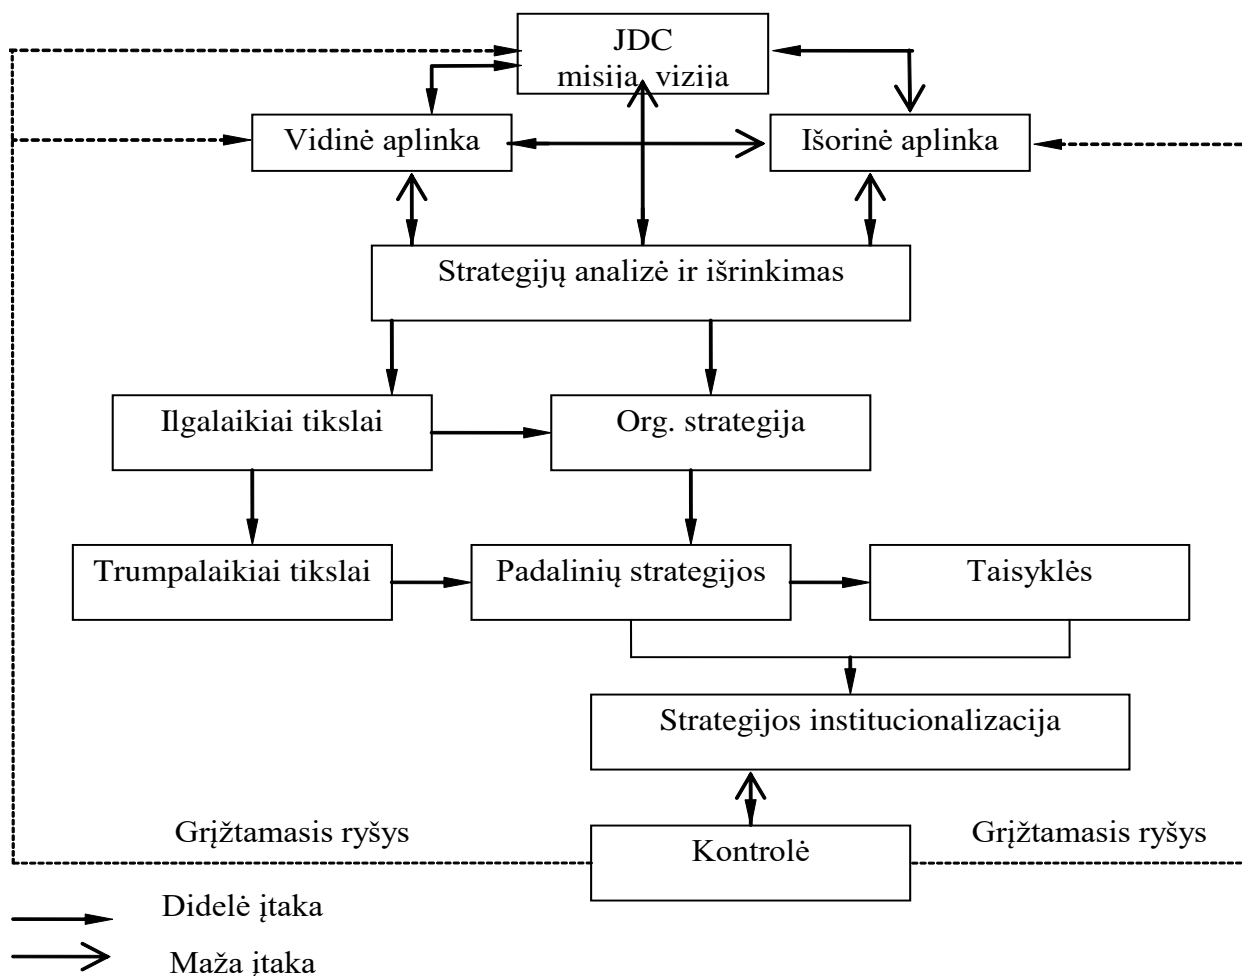 JDC
misija vizija
Vidinė aplinka
Išorinė aplinka
Strategijų analizė ir išrinkimas
Ilgalaikiai tikslai
Org. strategija
Trumpalaikiai tikslai
Padalinių strategijos
Taisyklės
Strategijos institucionalizacija
Grįžtamasis ryšys
Kontrolė
Grįžtamasis ryšys
Didelė įtaka
Maža įtaka